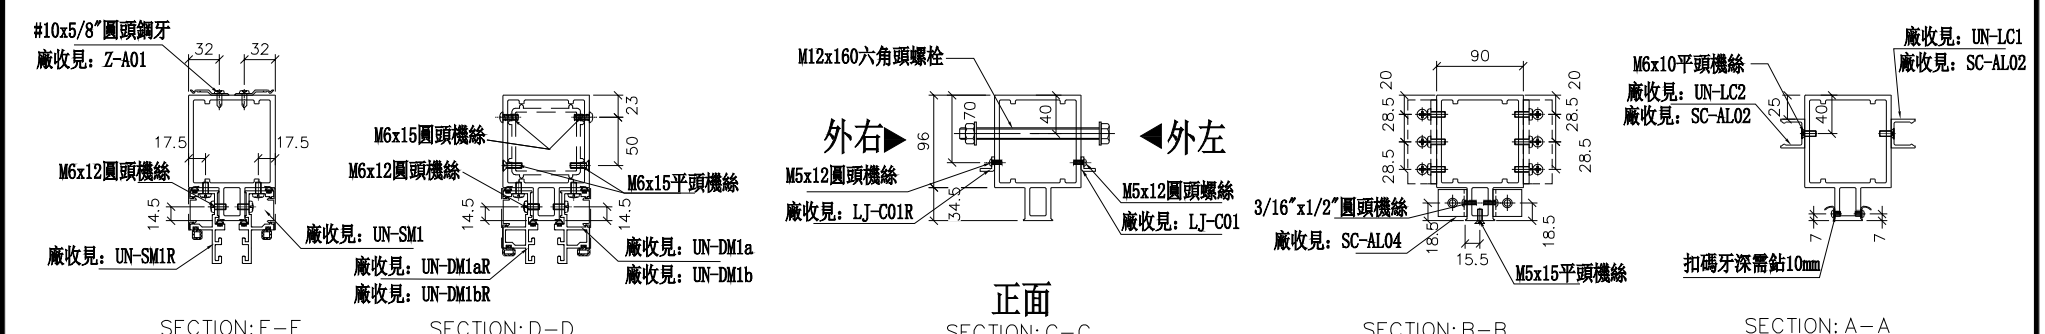 #10x5/8"圓頭鋼牙
廠收見: Z-A01
32
32
17.5
17.5
M6x12圓頭機絲
14.5
廠收見: UN-SM1
廠收見: UN-SM1R
23
50
M6x15圓頭機絲
M6x12圓頭機絲
M6x15平頭機絲
14.5
14.5
廠收見: UN-DM1a
廠收見: UN-DM1b
廠收見: UN-DM1aR
廠收見: UN-DM1bR
M12x160六角頭螺栓
外右
外左
96
70
40
34.5
M5x12圓頭機絲
廠收見: LJ-C01R
M5x12圓頭螺絲
廠收見: LJ-C01
正面
90
20
20
28.5
28.5
28.5
28.5
3/16"x1/2"圓頭機絲
廠收見: SC-AL04
18.5
18.5
15.5
M5x15平頭機絲
M6x10平頭機絲
廠收見: UN-LC2
廠收見: SC-AL02
廠收見: UN-LC1
廠收見: SC-AL02
25
40
7
7
扣碼牙深需鉆10mm
SECTION: D-D
SECTION: C-C
SECTION: B-B
SECTION: A-A